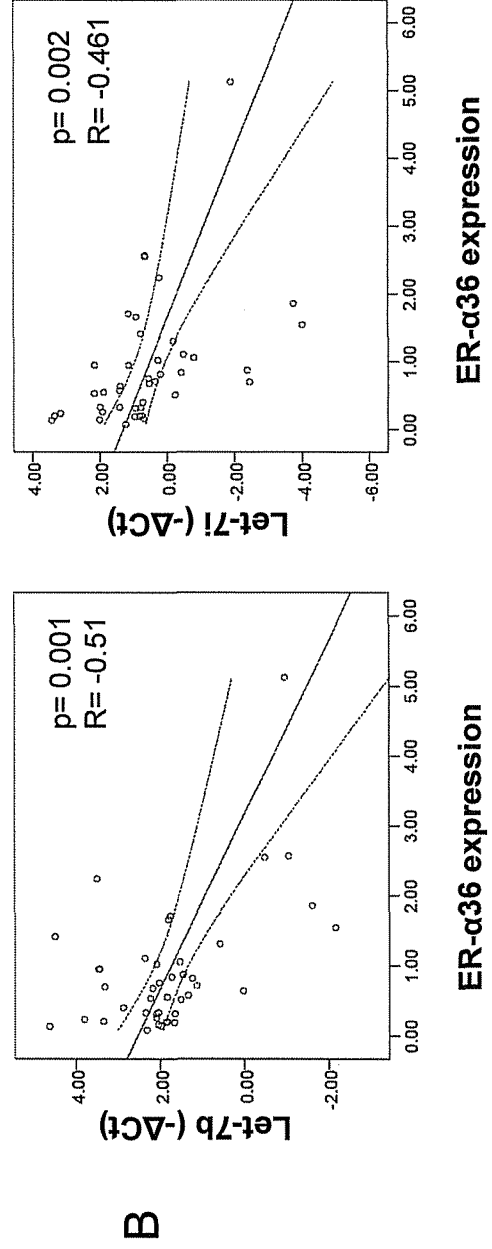 B
p= 0.001
R= -0.51
Let-7b (-ΔCt)
4.00
2.00
0.00
-2.00
0.00 1.00 2.00 3.00 4.00 5.00 6.00
ER-α36 expression
p= 0.002
R= -0.461
Let-7i (-ΔCt)
4.00
2.00
0.00
-2.00
-4.00
-6.00
0.00 1.00 2.00 3.00 4.00 5.00 6.00
ER-α36 expression